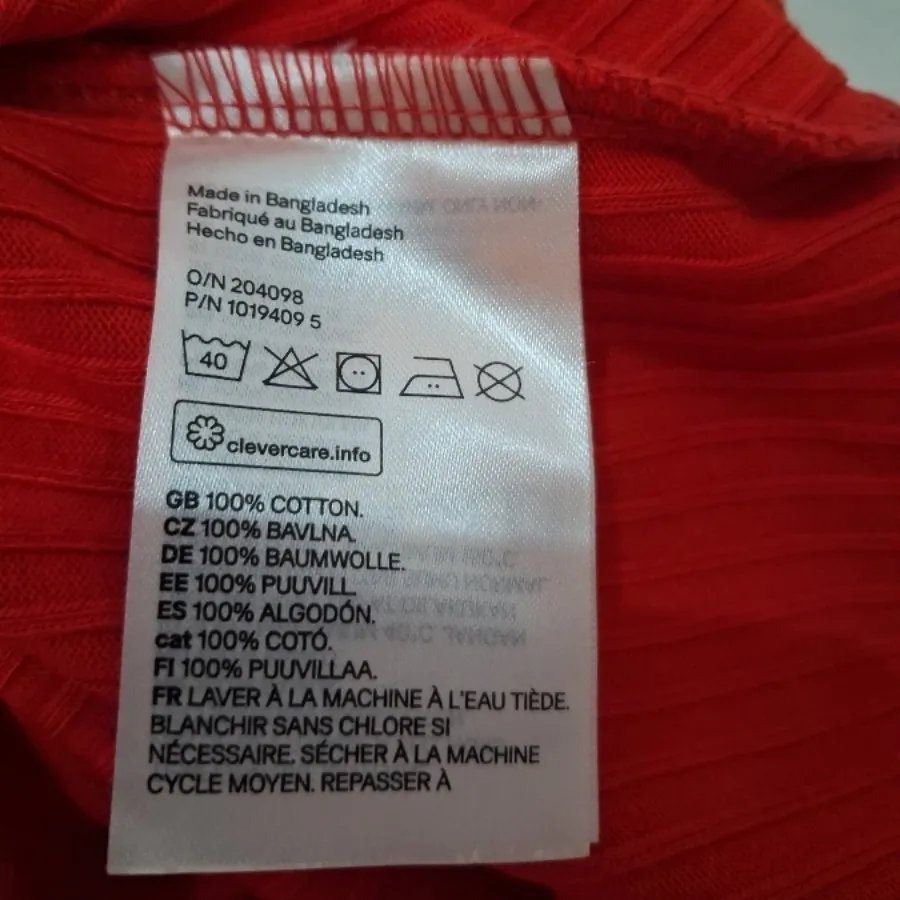 Made in Bangladesh
Fabriqué au Bangladesh
Hecho en Bangladesh
O/N 204098
P/N 1019409 5
40
clevercare.info
GB 100% COTTON.
CZ 100% BAVLNA.
DE 100% BAUMWOLLE.
EE 100% PUUVILL.
ES 100% ALGODÓN.
cat 100% COTÓ.
FI 100% PUUVILLAA.
FR LAVER À LA MACHINE À L'EAU TIÈDE.
BLANCHIR SANS CHLORE SI
NÉCESSAIRE. SÉCHER À LA MACHINE
CYCLE MOYEN. REPASSER À